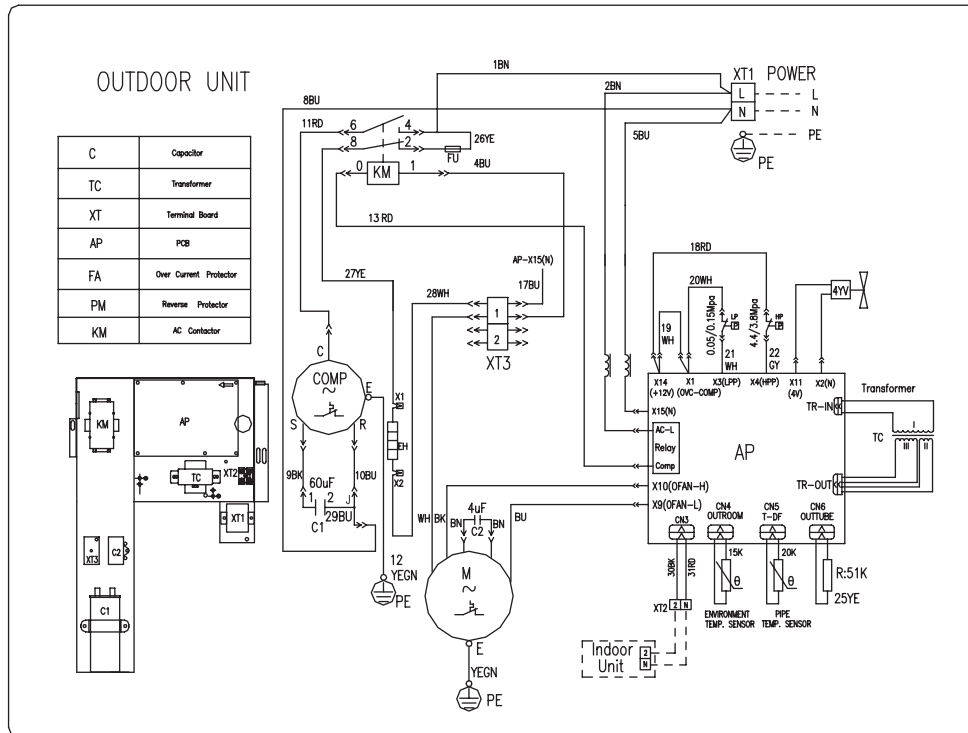 OUTDOOR UNIT
C Capacitor
TC Transformer
XT Terminal Board
AP PCB
FA Over Current Protector
PM Reverse Protector
KM AC Contactor
1BN
XT1 POWER
L L
N N
PE
PE
2BN
5BU
8BU
11RD
6 4
8 2
26YE
FU
0 KM 1
4BU
13 RD
27YE
28WH
AP-X15(N)
17BU
1
2
XT3
C
COMP
~
E
S R
X1
EH
X2
9BK
60uF
1 2
C1
10BU
J
29BU
12
YEGN
PE
WH BK
4uF
BN C2 BN
BU
M
~
E
YEGN
PE
18RD
20WH
19
WH
0.05/0.15Mpa
LP
P
4.4/3.8Mpa
HP
P
21
WH
22
GY
4YV
X14
(+12V)
X1
(OVC-COMP)
X3(LPP)
X4(HPP)
X11
(4V)
X2(N)
X15(N)
AC-L
Relay
Comp
AP
X10(OFAN-H)
X9(OFAN-L)
TR-IN
TR-OUT
Transformer
TC
I
III II
CN3
CN4
OUTROOM
CN5
T-DF
CN6
OUTTUBE
30BK
31RD
15K
θ
20K
θ
R:51K
25YE
XT2 2 N
ENVIRONMENT
TEMP. SENSOR
PIPE
TEMP. SENSOR
Indoor
Unit
2
N
KM
AP
TC
XT2
XT1
XT3
C2
C1